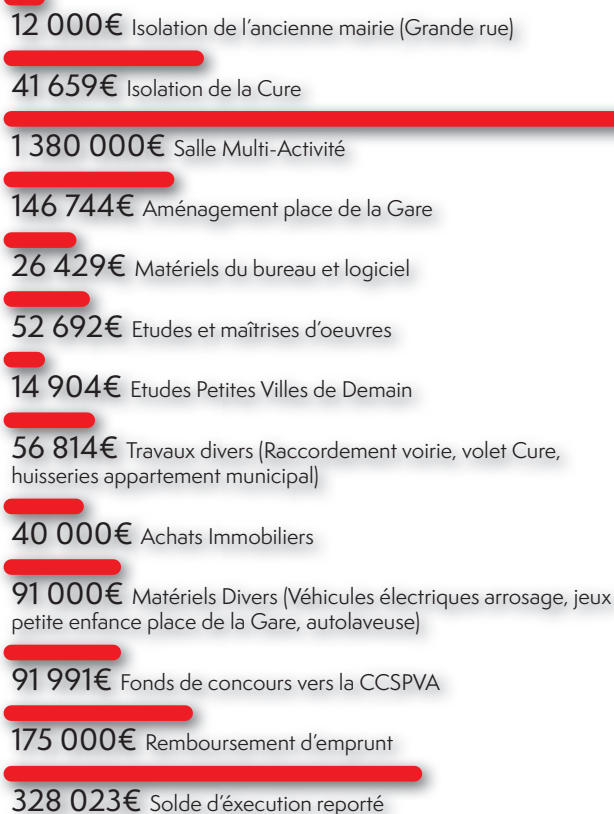 12 000€ Isolation de l'ancienne mairie (Grande rue)
41 659€ Isolation de la Cure
1 380 000€ Salle Multi-Activité
146 744€ Aménagement place de la Gare
26 429€ Matériels du bureau et logiciel
52 692€ Etudes et maîtrises d'oeuvres
14 904€ Etudes Petites Villes de Demain
56 814€ Travaux divers (Raccordement voirie, volet Cure,
huisseries appartement municipal)
40 000€ Achats Immobiliers
91 000€ Matériels Divers (Véhicules électriques arrosage, jeux
petite enfance place de la Gare, autolaveuse)
91 991€ Fonds de concours vers la CCSPVA
175 000€ Remboursement d'emprunt
328 023€ Solde d'éxecution reporté